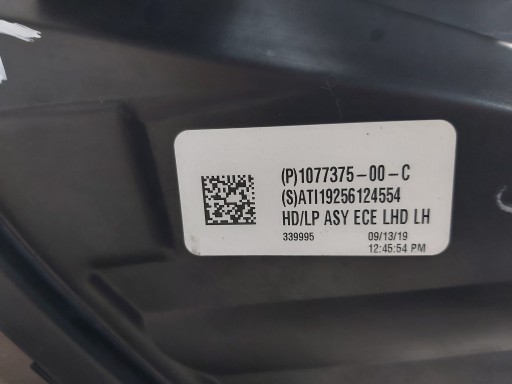 (P)1077375-00-C
(S)ATI19256124554
HD/LP ASY ECE LHD LH
339995 09/13/19
12:45:54 PM